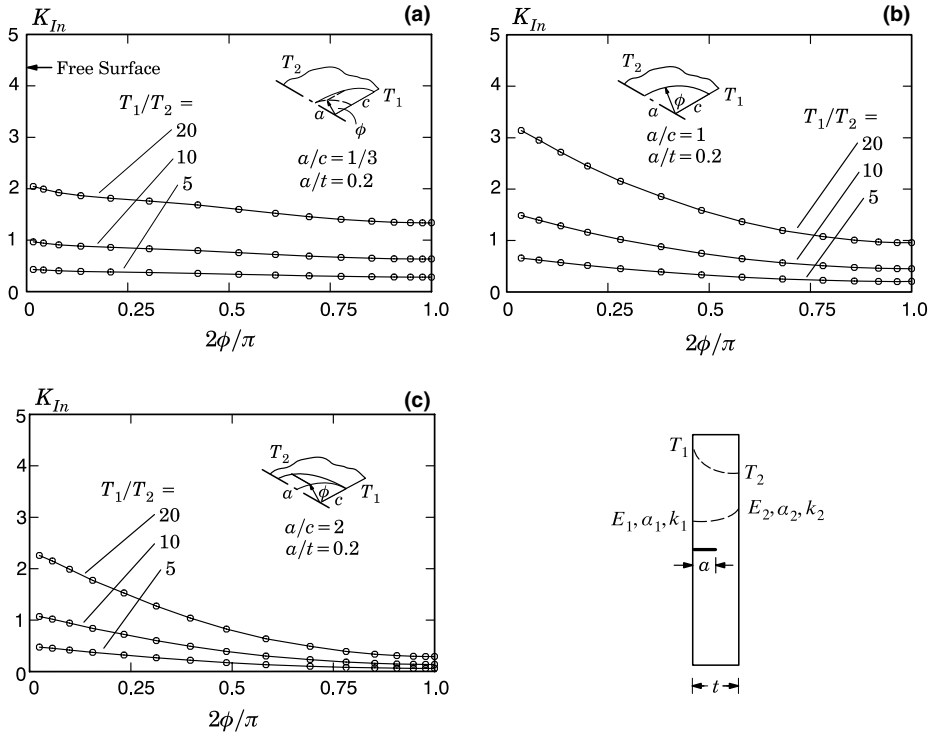 K_In (a)
5
4
3
2
1
0
Free Surface
T_1/T_2 =
20
10
5
T_2
T_1
a
c
ϕ
a/c = 1/3
a/t = 0.2
0 0.25 0.5 0.75 1.0
2ϕ/π
K_In (b)
5
4
3
2
1
0
T_2
T_1
ϕ
a
c
a/c = 1
a/t = 0.2
T_1/T_2 =
20
10
5
0 0.25 0.5 0.75 1.0
2ϕ/π
K_In (c)
5
4
3
2
1
0
T_1/T_2 =
20
10
5
T_2
T_1
a
ϕ
c
a/c = 2
a/t = 0.2
0 0.25 0.5 0.75 1.0
2ϕ/π
T_1
T_2
E_1, α_1, k_1
E_2, α_2, k_2
a
t